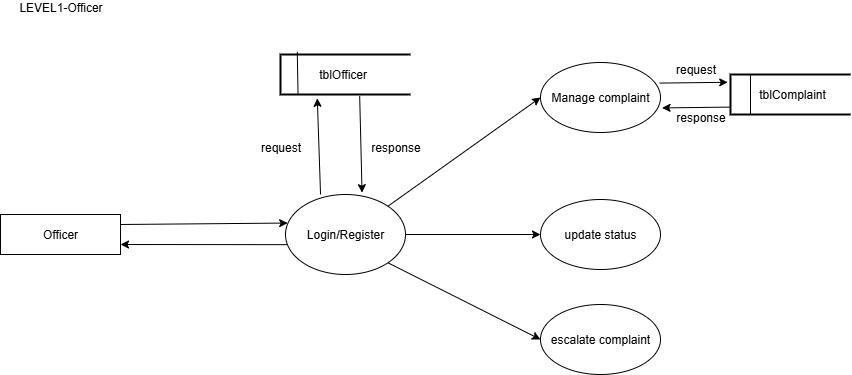 LEVEL1-Officer
tblOfficer
request
Manage complaint
tblComplaint
response
request
response
Officer
Login/Register
update status
escalate complaint